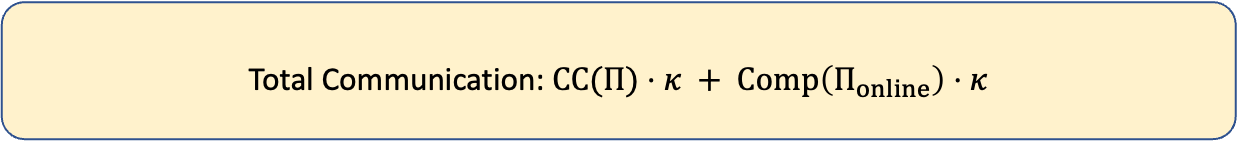 Total Communication: CC(Π) · κ + Comp(Π_online) · κ